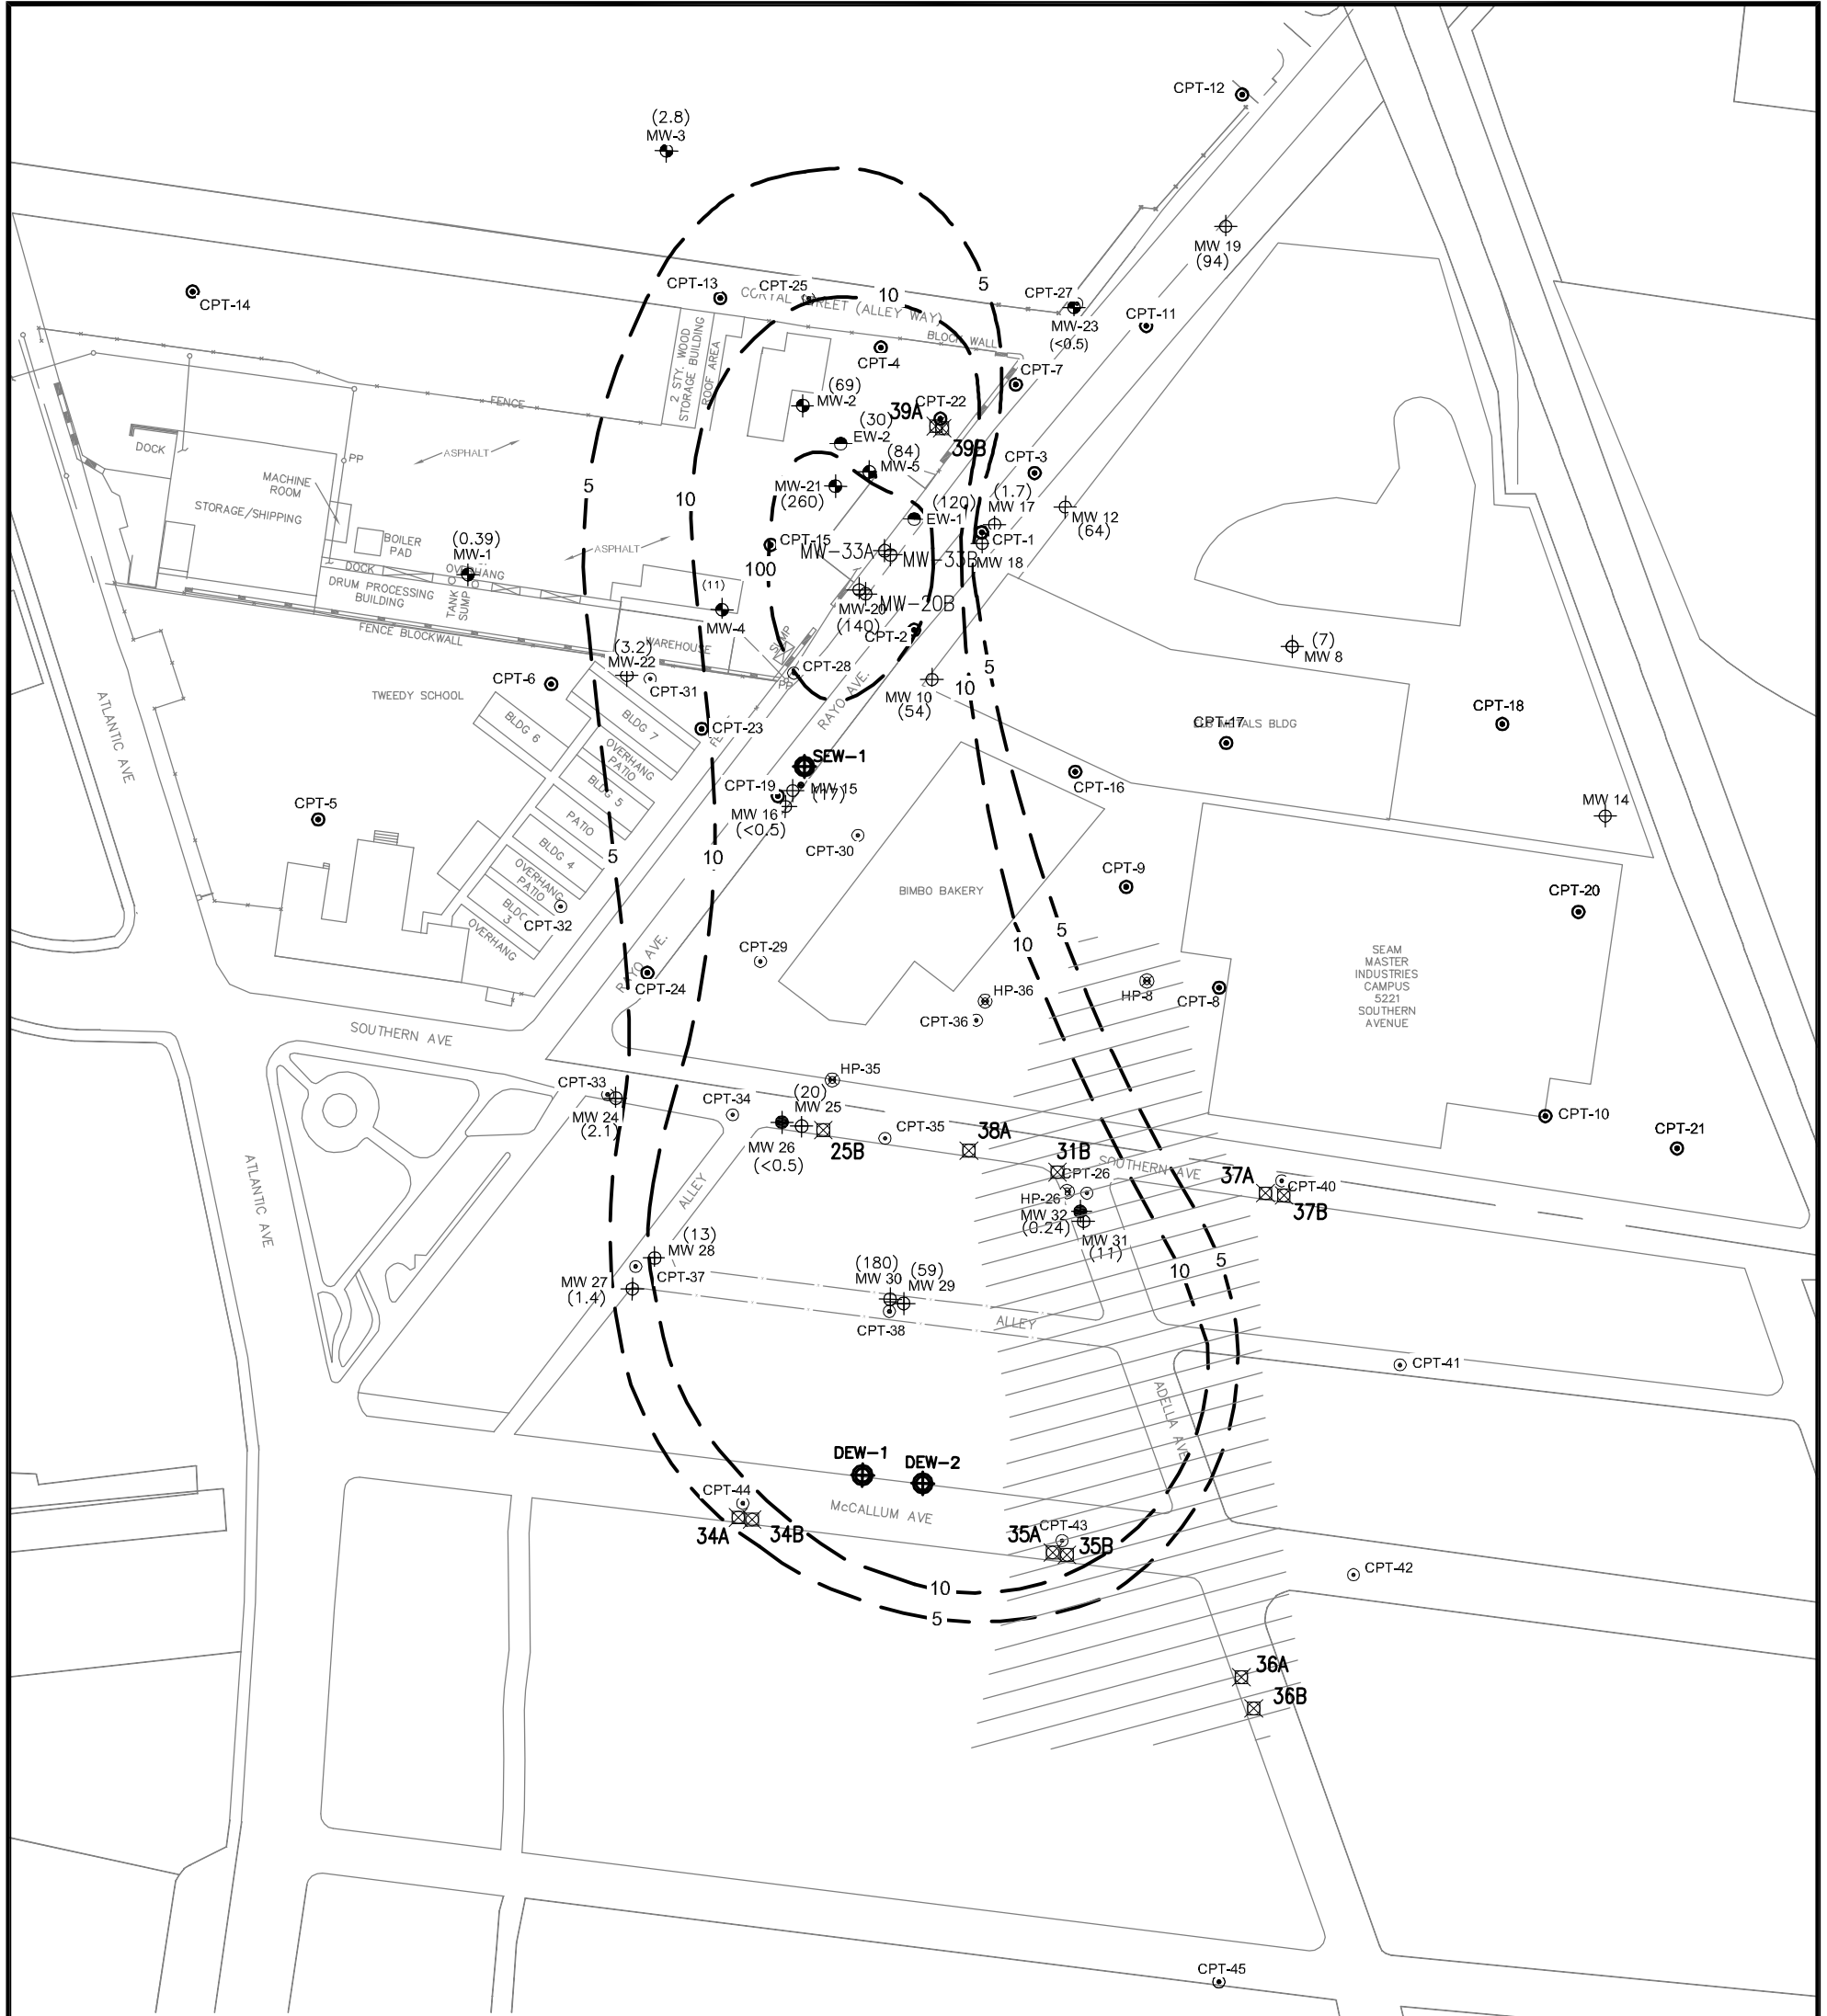 CPT-12
(2.8)
MW-3
MW 19
(94)
5
CPT-13
CPT-25
10
CPT-27
CPT-14
STREET (ALLEY WAY)
MW-23
(<0.5)
CPT-11
BLOCK WALL
CPT-4
2 STY. WOOD
STORAGE BUILDING
ROOF AREA
CPT-7
(69)
MW-2
FENCE
39A
CPT-22
(30)
EW-2
39B
DOCK
ASPHALT
PP
(84)
MW-5
CPT-3
MACHINE
ROOM
5
10
MW-21
(260)
STORAGE/SHIPPING
(120)
EW-1
(1.7)
MW 17
MW 12
(64)
BOILER
PAD
(0.39)
MW-1
ASPHALT
CPT-15
MW-33A
MW-33B
CPT-1
MW 18
OVERHANG
DOCK
100
DRUM PROCESSING
BUILDING
TANK
SUMP
(11)
MW-4
MW-20
MW-20B
(140)
CPT-2
FENCE BLOCKWALL
WAREHOUSE
SUMP
(3.2)
MW-22
(7)
MW 8
CPT-28
PP
5
10
CPT-6
CPT-31
TWEEDY SCHOOL
RAYO AVE.
MW 10
(54)
ATLANTIC AVE
BLDG 7
BLDG 6
CPT-23
CPT-17
METALS BLDG
CPT-18
OVERHANG
PATIO
SEW-1
BLDG 5
CPT-19
MW 15
(17)
CPT-16
CPT-5
MW 16
(<0.5)
MW 14
PATIO
CPT-30
BLDG 4
5
10
OVERHANG
PATIO
CPT-9
BIMBO BAKERY
CPT-20
BLDG
3
CPT-32
5
10
OVERHANG
RAYO AVE.
CPT-29
SEAM
MASTER
INDUSTRIES
CAMPUS
5221
SOUTHERN
AVENUE
CPT-24
HP-8
CPT-8
HP-36
CPT-36
SOUTHERN AVE
HP-35
CPT-33
(20)
MW 25
CPT-34
CPT-10
MW 24
(2.1)
CPT-35
38A
CPT-21
MW 26
(<0.5)
25B
31B
SOUTHERN AVE
CPT-26
37A
CPT-40
ALLEY
HP-26
37B
ATLANTIC AVE
MW 32
(0.24)
MW 31
(11)
(13)
MW 28
(180)
MW 30
(59)
MW 29
5
10
MW 27
(1.4)
CPT-37
ALLEY
CPT-38
CPT-41
ADELLA AVE
DEW-1
DEW-2
CPT-44
McCALLUM AVE
34A
34B
35A
CPT-43
35B
CPT-42
10
5
36A
36B
CPT-45